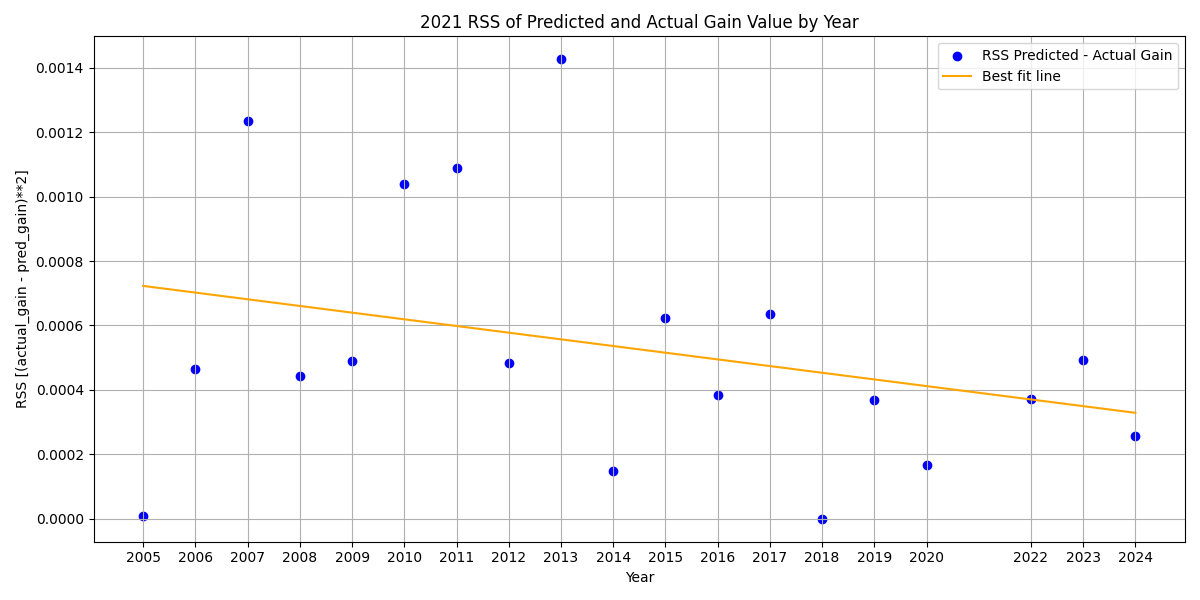 2021 RSS of Predicted and Actual Gain Value by Year
RSS Predicted - Actual Gain
Best fit line
RSS [(actual_gain - pred_gain)**2]
0.0014
0.0012
0.0010
0.0008
0.0006
0.0004
0.0002
0.0000
2005 2006 2007 2008 2009 2010 2011 2012 2013 2014 2015 2016 2017 2018 2019 2020 2022 2023 2024
Year